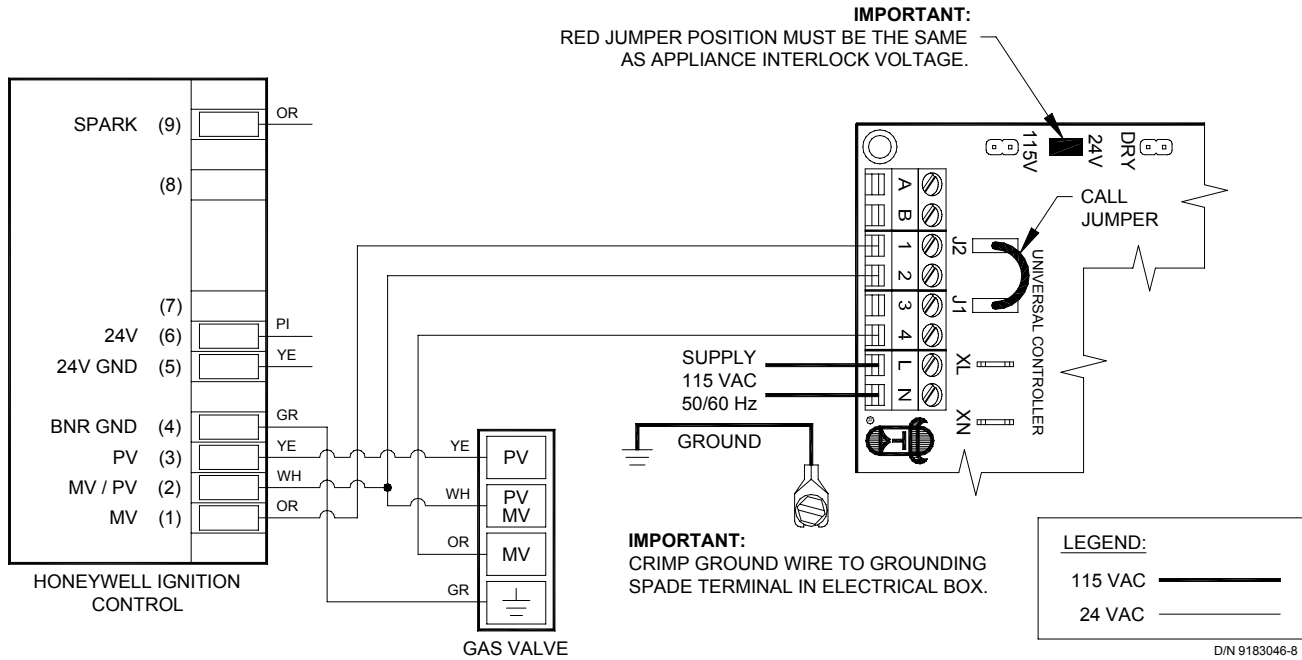 IMPORTANT:
RED JUMPER POSITION MUST BE THE SAME
AS APPLIANCE INTERLOCK VOLTAGE.
SPARK (9)
OR
(8)
(7)
24V (6)
PI
24V GND (5)
YE
BNR GND (4)
GR
PV (3)
YE
MV / PV (2)
WH
MV (1)
OR
HONEYWELL IGNITION
CONTROL
YE
PV
WH
PV
MV
OR
MV
GR
GAS VALVE
115V
24V
DRY
CALL
JUMPER
A
B
1
2
3
4
L
N
J2
J1
XL
XN
UNIVERSAL CONTROLLER
SUPPLY
115 VAC
50/60 Hz
GROUND
IMPORTANT:
CRIMP GROUND WIRE TO GROUNDING
SPADE TERMINAL IN ELECTRICAL BOX.
LEGEND:
115 VAC
24 VAC
D/N 9183046-8